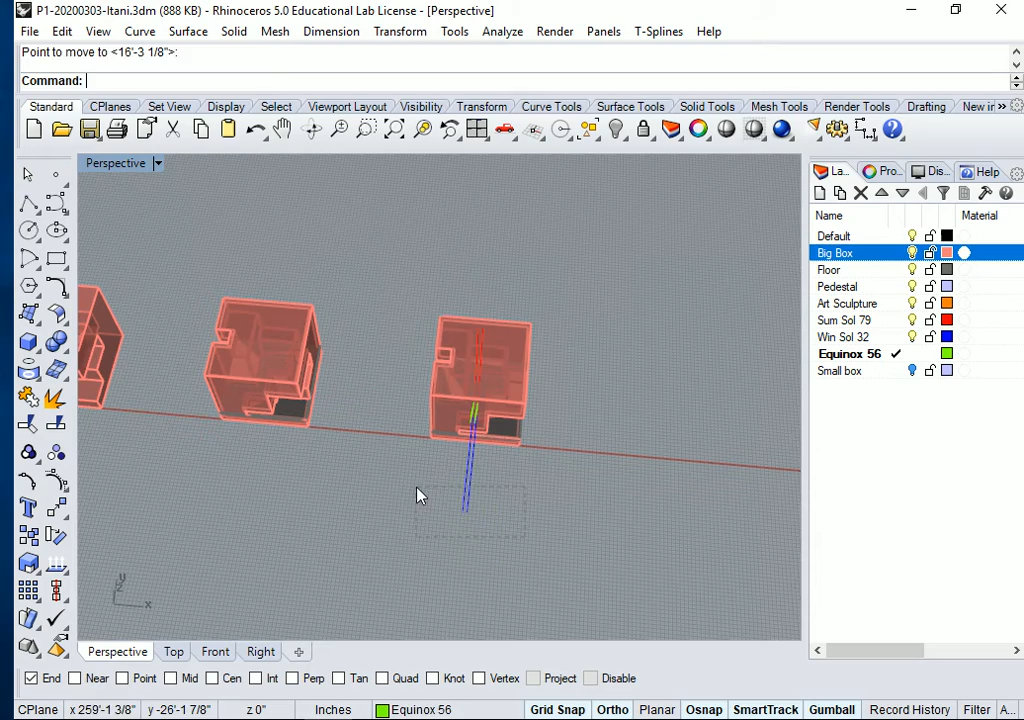 P1-20200303-Itani.3dm (888 KB) - Rhinoceros 5.0 Educational Lab License - [Perspective]
File Edit View Curve Surface Solid Mesh Dimension Transform Tools Analyze Render Panels T-Splines Help
Point to move to <16'-3 1/8">:
Command:
Standard CPlanes Set View Display Select Viewport Layout Visibility Transform Curve Tools Surface Tools Solid Tools Mesh Tools Render Tools Drafting New in »
Perspective
La... Pro... Dis... Help
Name Material
Default
Big Box
Floor
Pedestal
Art Sculpture
Sum Sol 79
Win Sol 32
Equinox 56
Small box
y
z
x
Perspective Top Front Right
End Near Point Mid Cen Int Perp Tan Quad Knot Vertex Project Disable
CPlane x 259'-1 3/8" y -26'-1 7/8" z 0" Inches Equinox 56 Grid Snap Ortho Planar Osnap SmartTrack Gumball Record History Filter A...